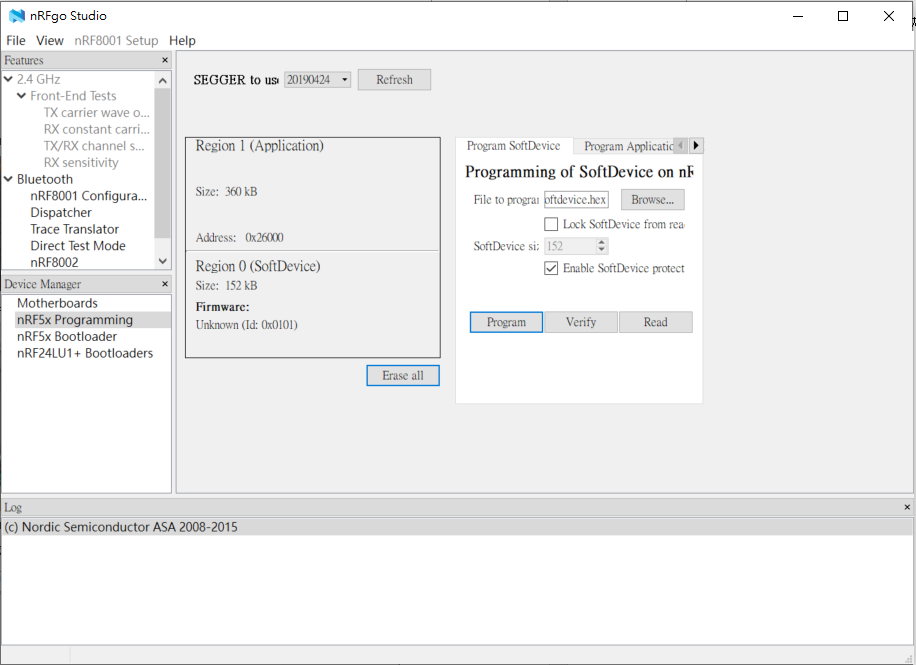 nRFgo Studio
File View nRF8001 Setup Help
Features
2.4 GHz
Front-End Tests
TX carrier wave o...
RX constant carri...
TX/RX channel s...
RX sensitivity
Bluetooth
nRF8001 Configura...
Dispatcher
Trace Translator
Direct Test Mode
nRF8002
Device Manager
Motherboards
nRF5x Programming
nRF5x Bootloader
nRF24LU1+ Bootloaders
SEGGER to use 20190424 Refresh
Region 1 (Application)
Size: 360 kB
Address: 0x26000
Region 0 (SoftDevice)
Size: 152 kB
Firmware:
Unknown (Id: 0x0101)
Erase all
Program SoftDevice Program Applicatio
Programming of SoftDevice on nR
File to progra oftdevice.hex Browse...
Lock SoftDevice from rea
SoftDevice si 152
Enable SoftDevice protect
Program Verify Read
Log
(c) Nordic Semiconductor ASA 2008-2015